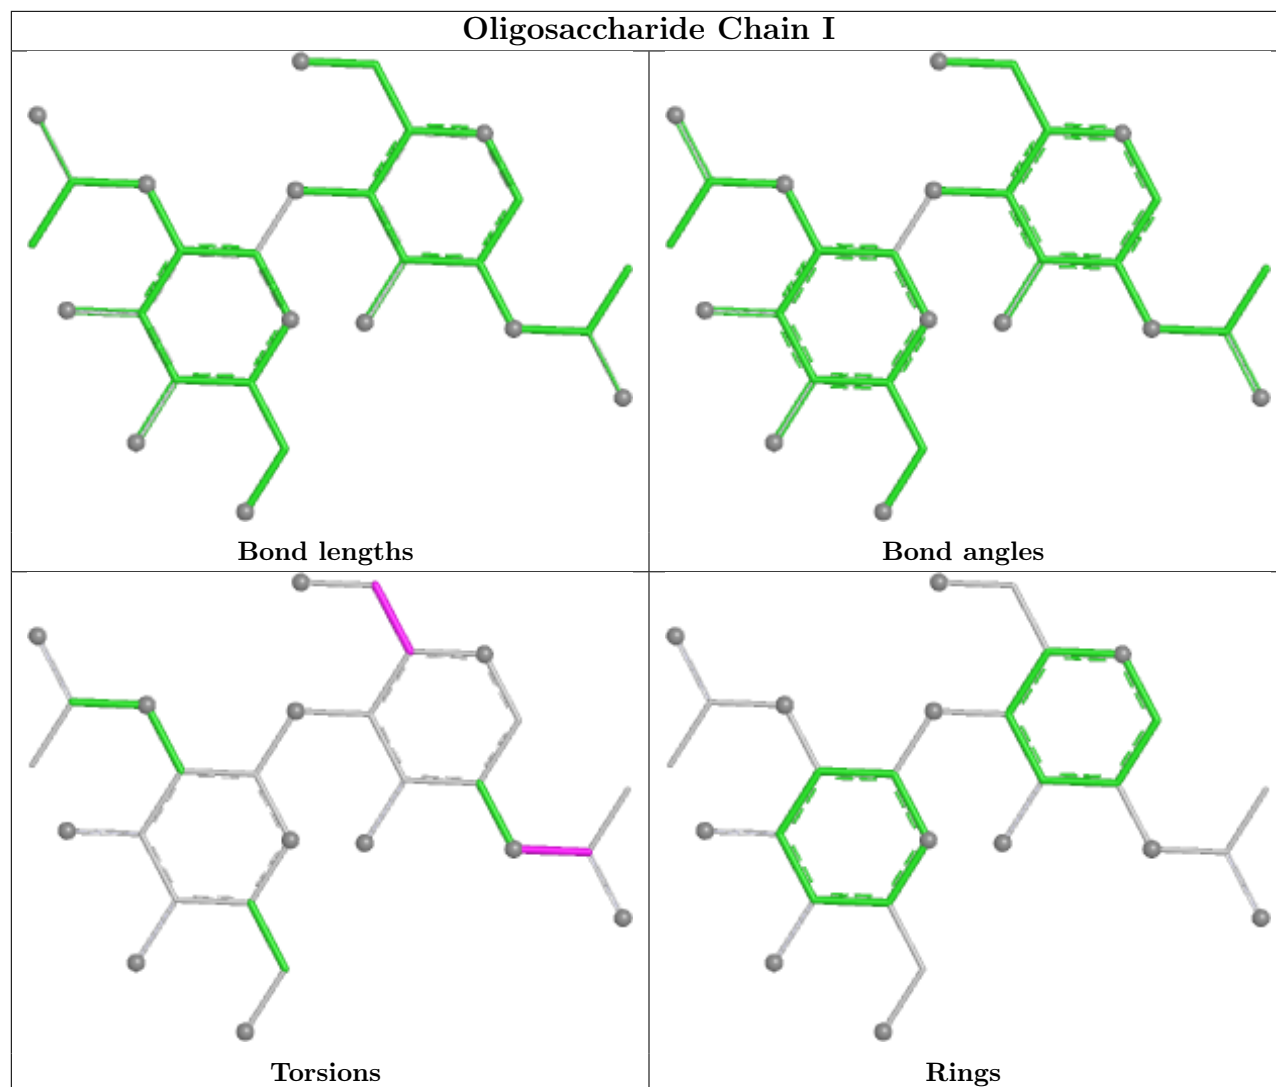 Oligosaccharide Chain I
Bond lengths
Bond angles
Torsions
Rings